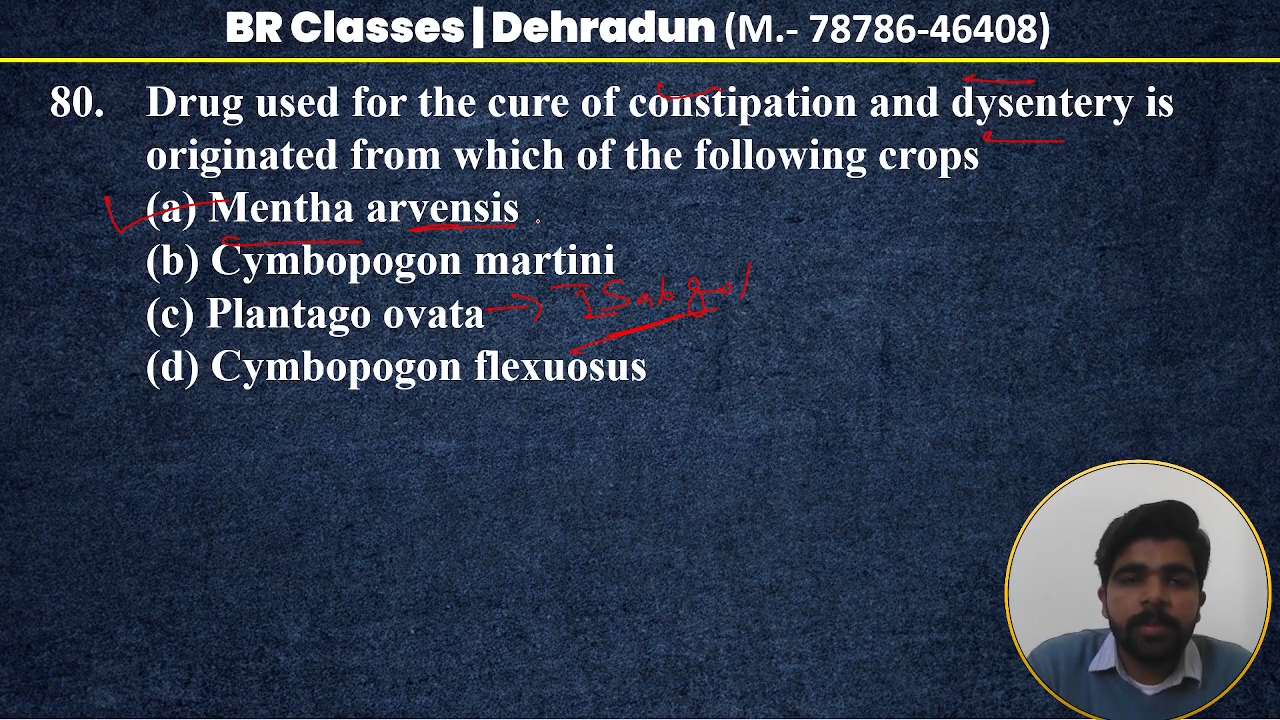 BR Classes | Dehradun (M.- 78786-46408)
80. Drug used for the cure of constipation and dysentery is
originated from which of the following crops
(a) Mentha arvensis
(b) Cymbopogon martini
(c) Plantago ovata → ISabgol
(d) Cymbopogon flexuosus